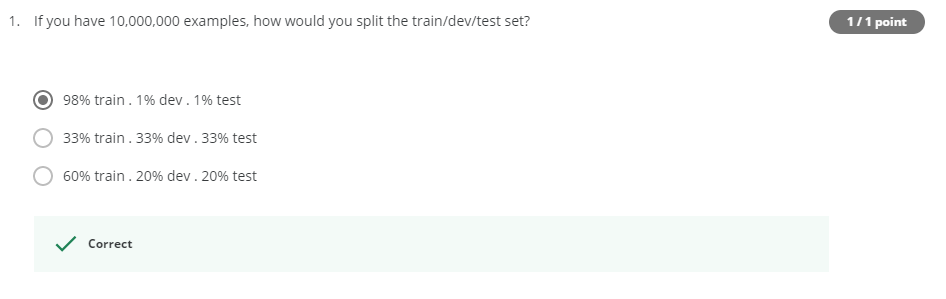 1. If you have 10,000,000 examples, how would you split the train/dev/test set?
1 / 1 point
98% train . 1% dev . 1% test
33% train . 33% dev . 33% test
60% train . 20% dev . 20% test
Correct